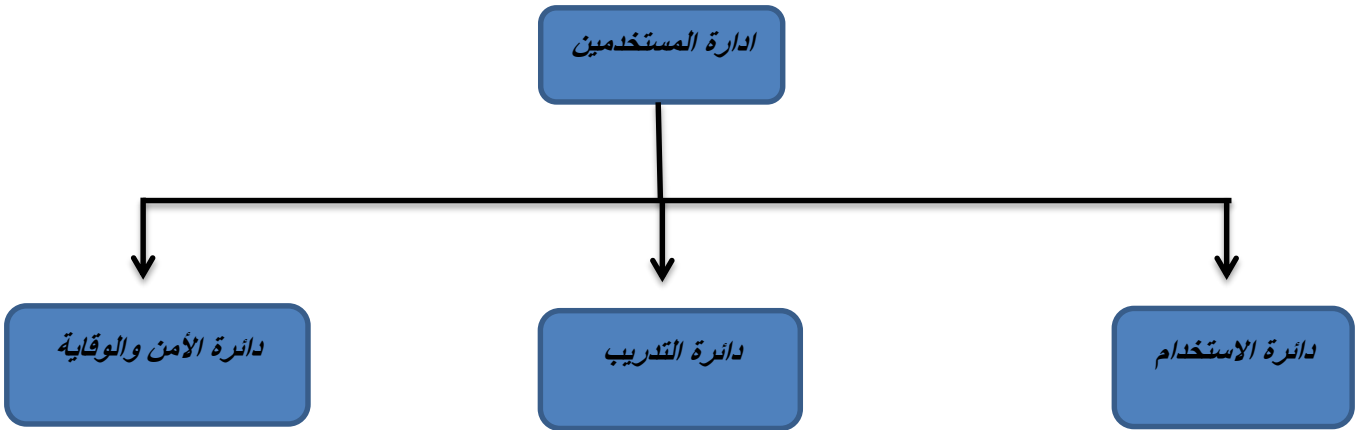 ادارة المستخدمين
دائرة الاستخدام
دائرة التدريب
دائرة الأمن والوقاية